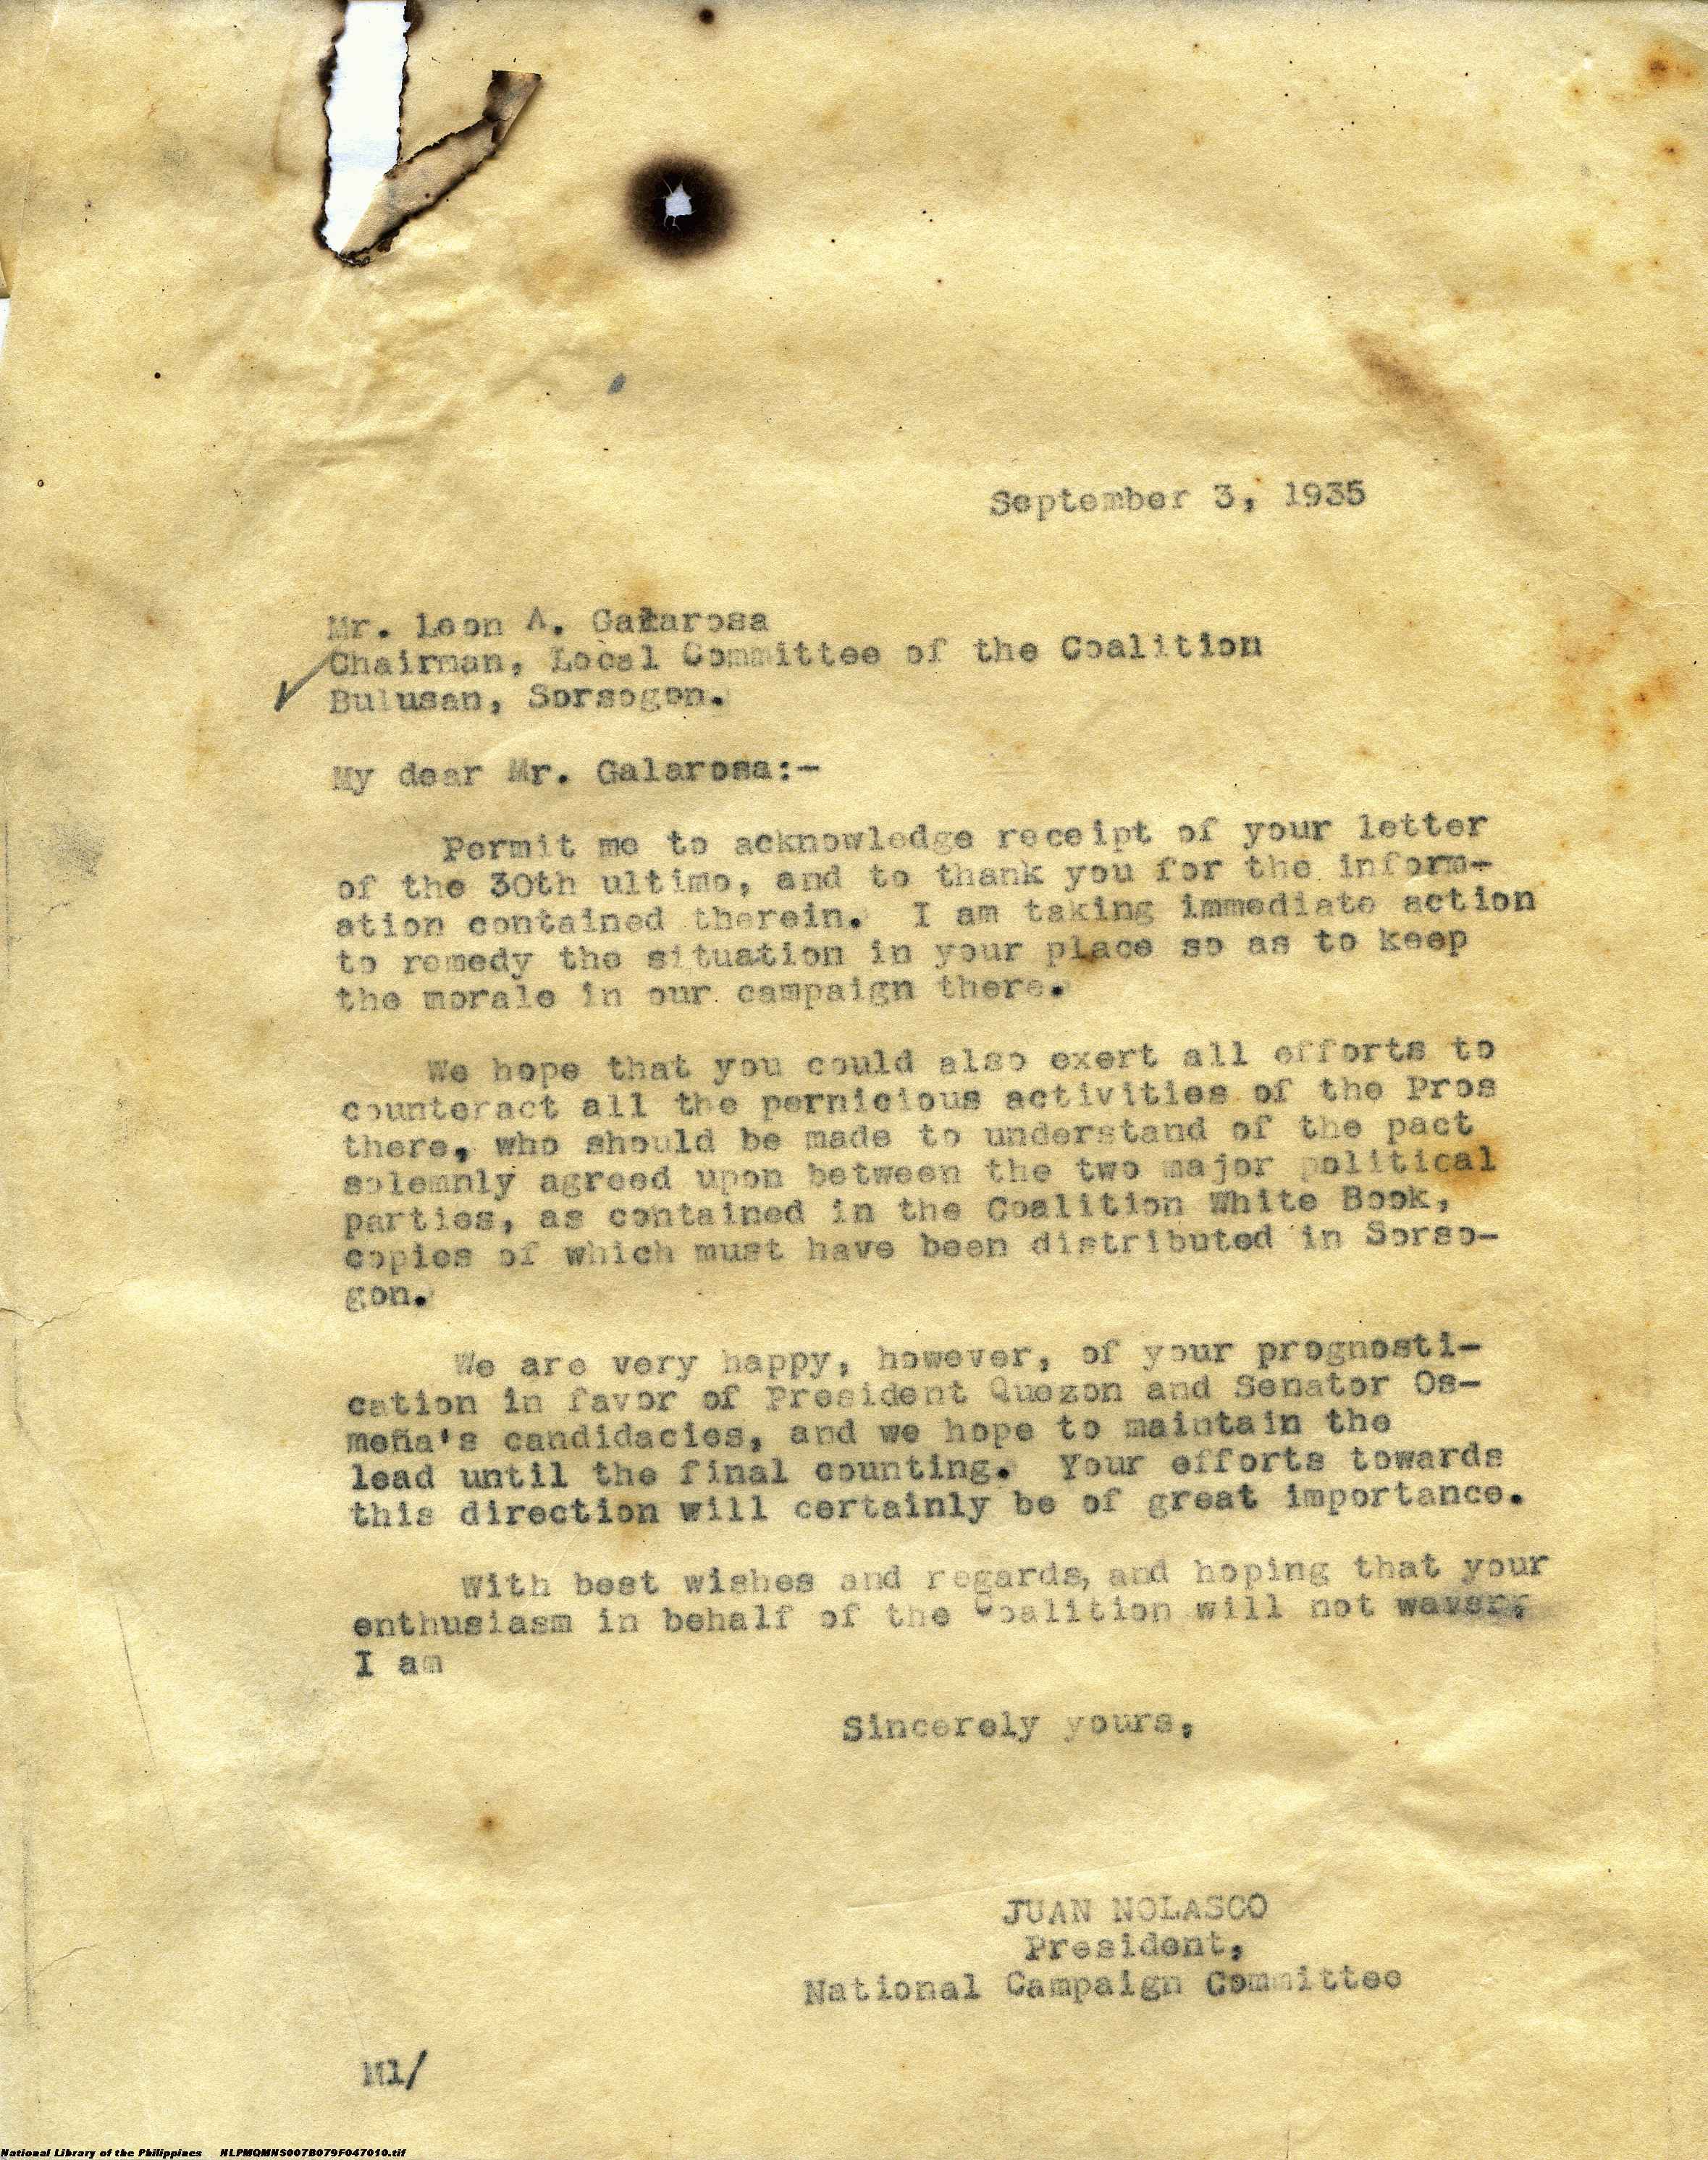 September 3, 1935
Mr. Leon A. Galarosa
Chairman, Local Committee of the Coalition
Bulusan, Sorsogon.
My dear Mr. Galarosa:-
Permit me to acknowledge receipt of your letter
of the 30th ultimo, and to thank you for the inform-
ation contained therein. I am taking immediate action
to remedy the situation in your place so as to keep
the morale in our campaign there.
We hope that you could also exert all efforts to
counteract all the pernicious activities of the Pros
there, who should be made to understand of the pact
solemnly agreed upon between the two major political
parties, as contained in the Coalition White Book,
copies of which must have been distributed in Sorso-
gon.
We are very happy, however, of your prognosti-
cation in favor of President Quezon and Senator Os-
meña's candidacies, and we hope to maintain the
lead until the final counting. Your efforts towards
this direction will certainly be of great importance.
With best wishes and regards, and hoping that your
enthusiasm in behalf of the Coalition will not waver,
I am
Sincerely yours,
JUAN NOLASCO
President,
National Campaign Committee
Ml/
National Library of the Philippines NLPMQMNS007B079F047010.tif